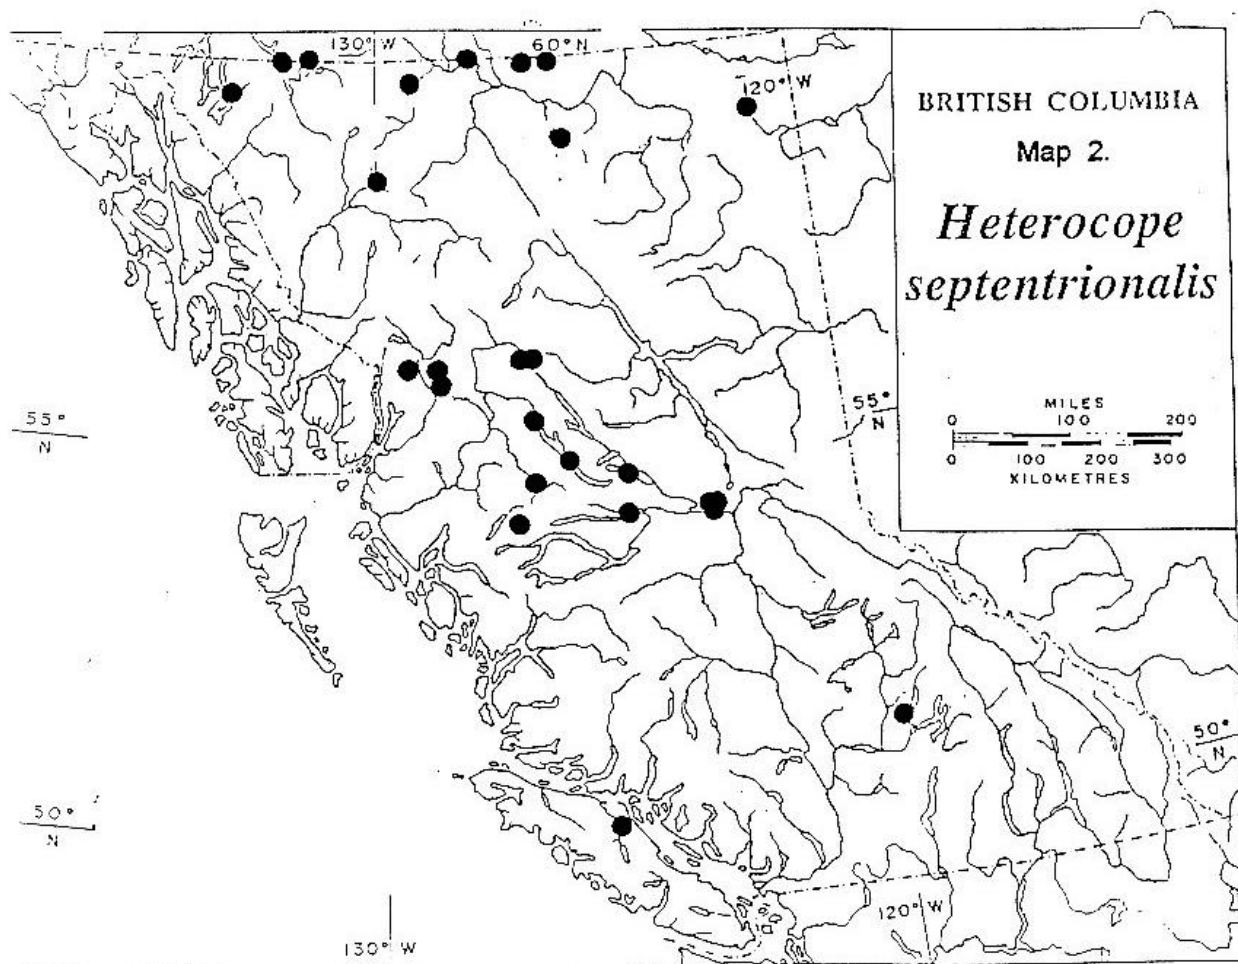 130° W
60° N
120° W
BRITISH COLUMBIA
Map 2.
Heterocope
septentrionalis
MILES
0 100 200
0 100 200 300
KILOMETRES
55°
N
55°
N
50°
N
50°
N
120° W
130° W